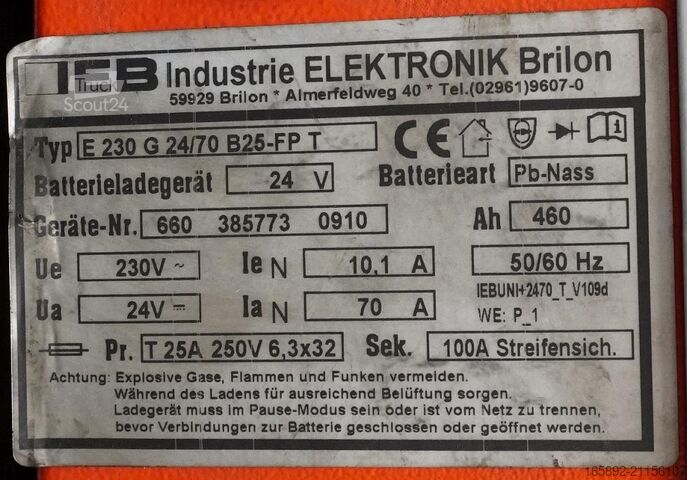 IEB Industrie ELEKTRONIK Brilon
Truck
Scout24
59929 Brilon * Almerfeldweg 40 * Tel.(02961)9607-0
Typ E 230 G 24/70 B25-FP T CE
Batterieladegerät 24 V Batterieart Pb-Nass
Geräte-Nr. 660 385773 0910 Ah 460
Ue 230V ~ Ie N 10,1 A 50/60 Hz
Ua 24V ⎓ Ia N 70 A IEBUNI+2470_T_V109d
WE: P_1
Pr. T 25A 250V 6,3x32 Sek. 100A Streifensich.
Achtung: Explosive Gase, Flammen und Funken vermeiden.
Während des Ladens für ausreichend Belüftung sorgen.
Ladegerät muss im Pause-Modus sein oder ist vom Netz zu trennen,
bevor Verbindungen zur Batterie geschlossen oder geöffnet werden.
185892-21156107